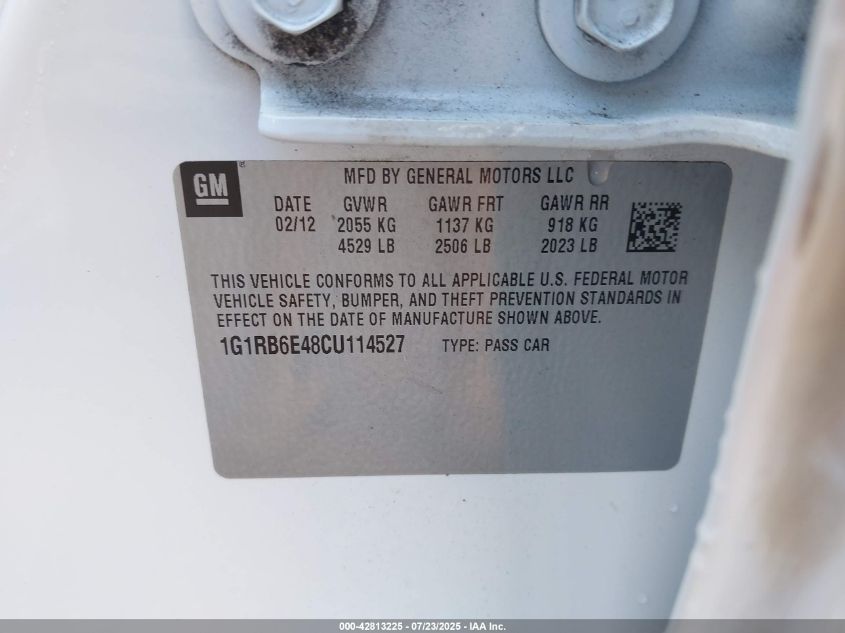 GM
MFD BY GENERAL MOTORS LLC
DATE GVWR GAWR FRT GAWR RR
02/12 2055 KG 1137 KG 918 KG
4529 LB 2506 LB 2023 LB
THIS VEHICLE CONFORMS TO ALL APPLICABLE U.S. FEDERAL MOTOR
VEHICLE SAFETY, BUMPER, AND THEFT PREVENTION STANDARDS IN
EFFECT ON THE DATE OF MANUFACTURE SHOWN ABOVE.
1G1RB6E48CU114527 TYPE: PASS CAR
000-42813225 - 07/23/2025 - IAA Inc.